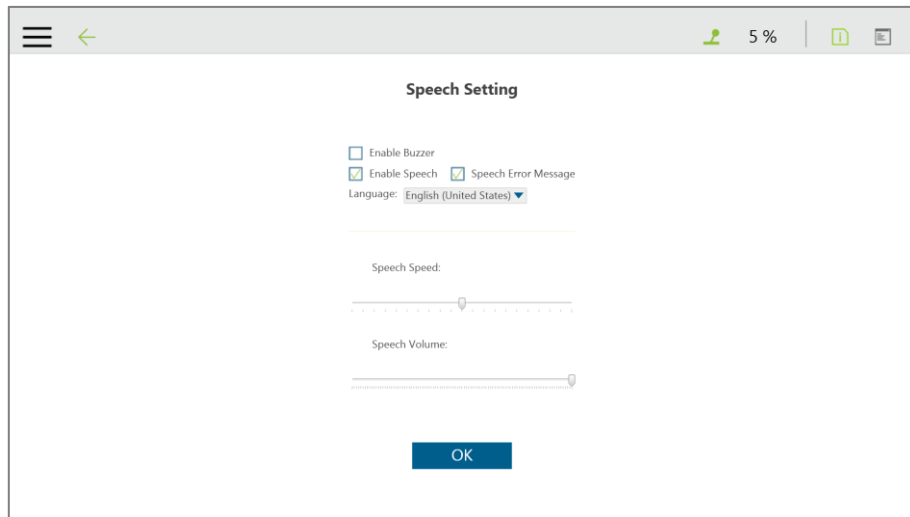 5 %
Speech Setting
Enable Buzzer
Enable Speech Speech Error Message
Language: English (United States)
Speech Speed:
Speech Volume:
OK